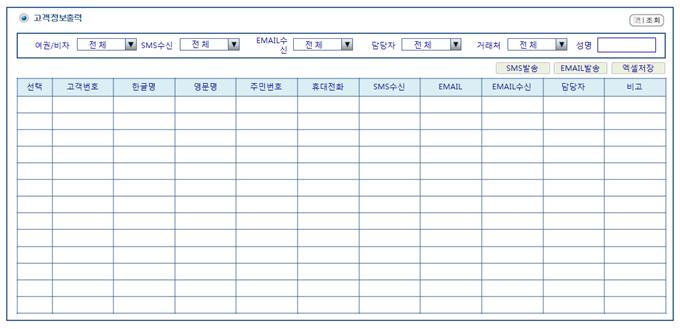 고객정보출력
조회
여권/비자 전 체 SMS수신 전 체 EMAIL수신 전 체 담당자 전 체 거래처 전 체 성명
SMS발송 EMAIL발송 엑셀저장
선택 고객번호 한글명 영문명 주민번호 휴대전화 SMS수신 EMAIL EMAIL수신 담당자 비고